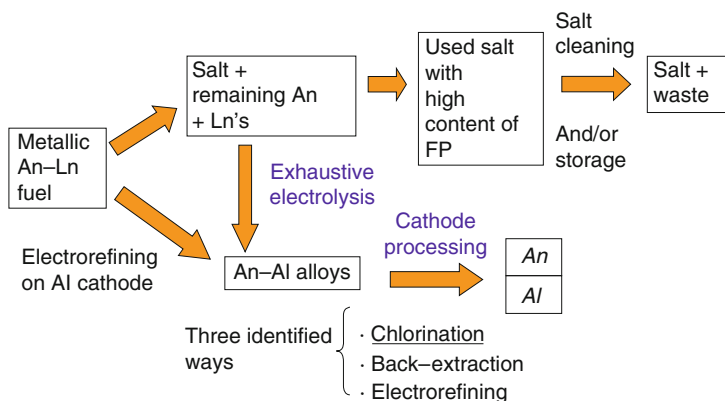 Metallic
An–Ln
fuel
Salt +
remaining An
+ Ln's
Used salt
with
high
content of
FP
Salt
cleaning
And/or
storage
Salt +
waste
Exhaustive
electrolysis
Electrorefining
on Al cathode
An–Al alloys
Cathode
processing
An
Al
Three identified
ways
· Chlorination
· Back–extraction
· Electrorefining